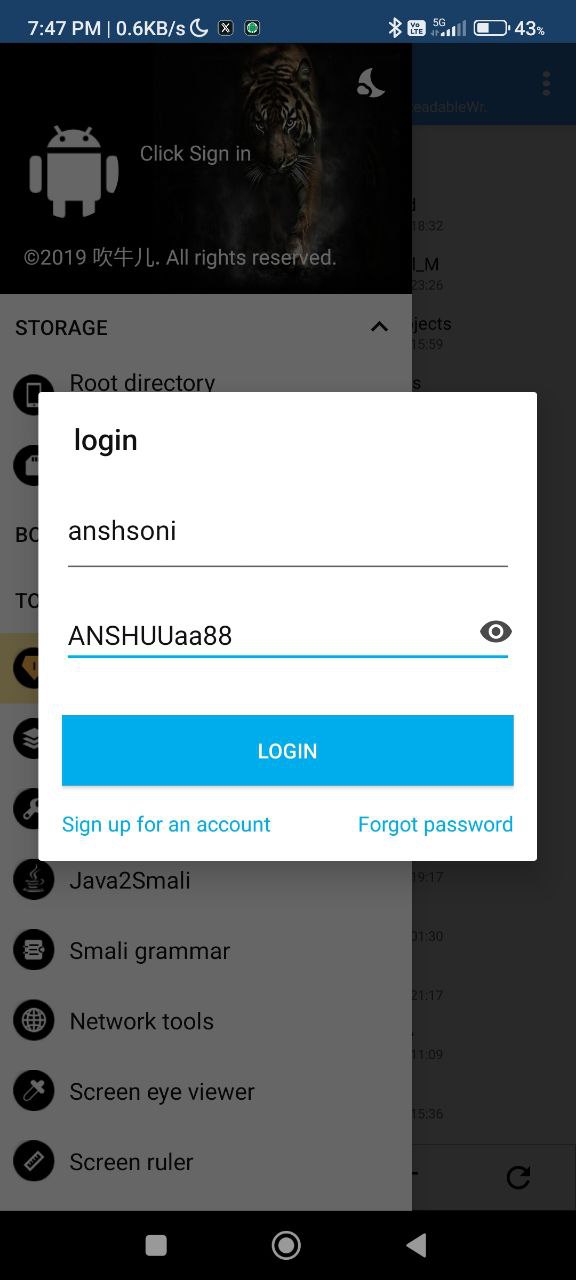 7:47 PM | 0.6KB/s
5G
43%
Click Sign in
©2019 吹牛儿. All rights reserved.
eadableWr.
18:32
STORAGE
l_M
23:26
jects
15:59
Root directory
s
login
anshsoni
BO
TO
ANSHUUaa88
LOGIN
Sign up for an account
Forgot password
Java2Smali
19:17
Smali grammar
01:30
Network tools
21:17
11:09
Screen eye viewer
15:36
Screen ruler